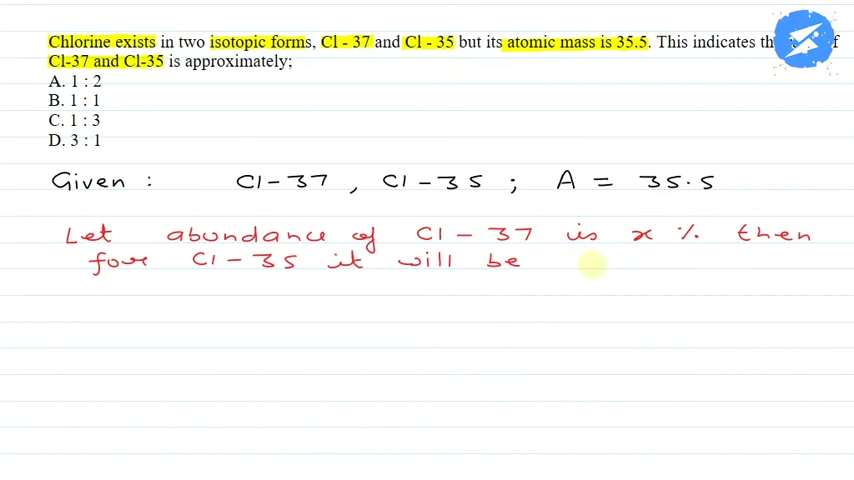 Chlorine exists in two isotopic forms, Cl - 37 and Cl - 35 but its atomic mass is 35.5. This indicates the of
Cl-37 and Cl-35 is approximately;
A. 1 : 2
B. 1 : 1
C. 1 : 3
D. 3 : 1
Given : Cl-37 , Cl-35 ; A = 35.5
Let abundance of Cl - 37 is x % then
for Cl - 35 it will be